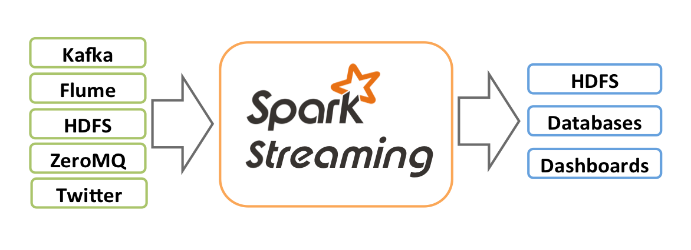 Kafka
Flume
HDFS
ZeroMQ
Twitter
Spark
Streaming
HDFS
Databases
Dashboards